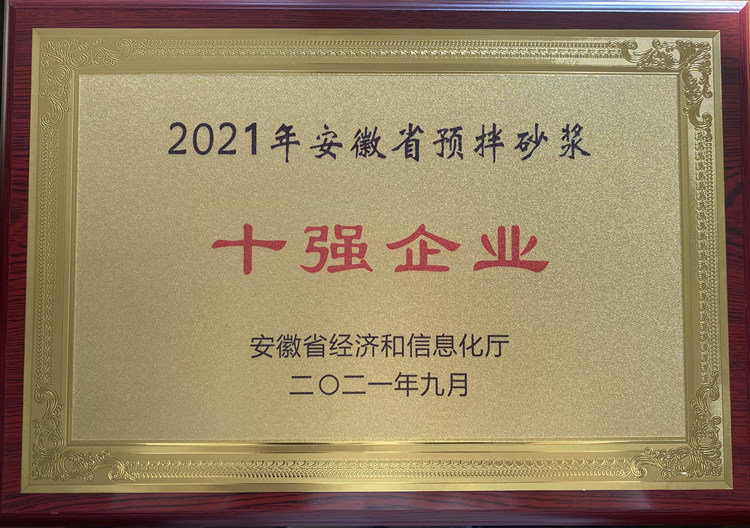 2021年安徽省预拌砂浆
十强企业
安徽省经济和信息化厅
二〇二一年九月